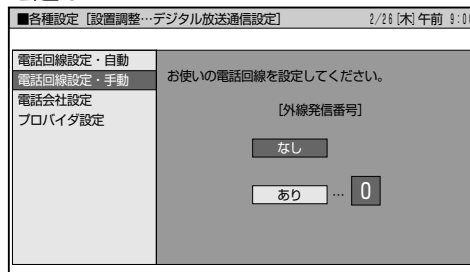 ■各種設定［設置調整…デジタル放送通信設定］ 2/26［木］午前 9:0
電話回線設定・自動
電話回線設定・手動
電話会社設定
プロバイダ設定
お使いの電話回線を設定してください。
［外線発信番号］
なし
あり … 0